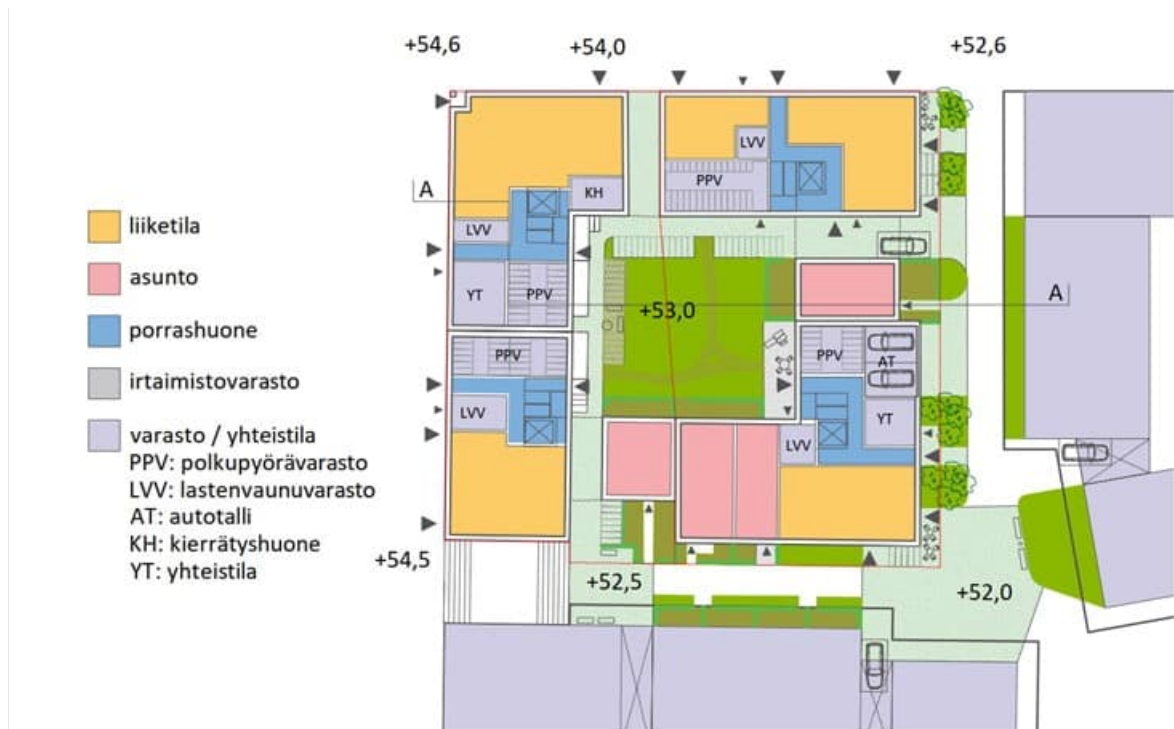 +54,6
+54,0
+52,6
LVV
PPV
KH
A
LVV
YT
PPV
A
+53,0
PPV
PPV
AT
LVV
YT
LVV
+54,5
+52,5
+52,0
liiketila
asunto
porrashuone
irtaimistovarasto
varasto / yhteistila
PPV: polkupyörävarasto
LVV: lastenvaunuvarasto
AT: autotalli
KH: kierrätyshuone
YT: yhteistila